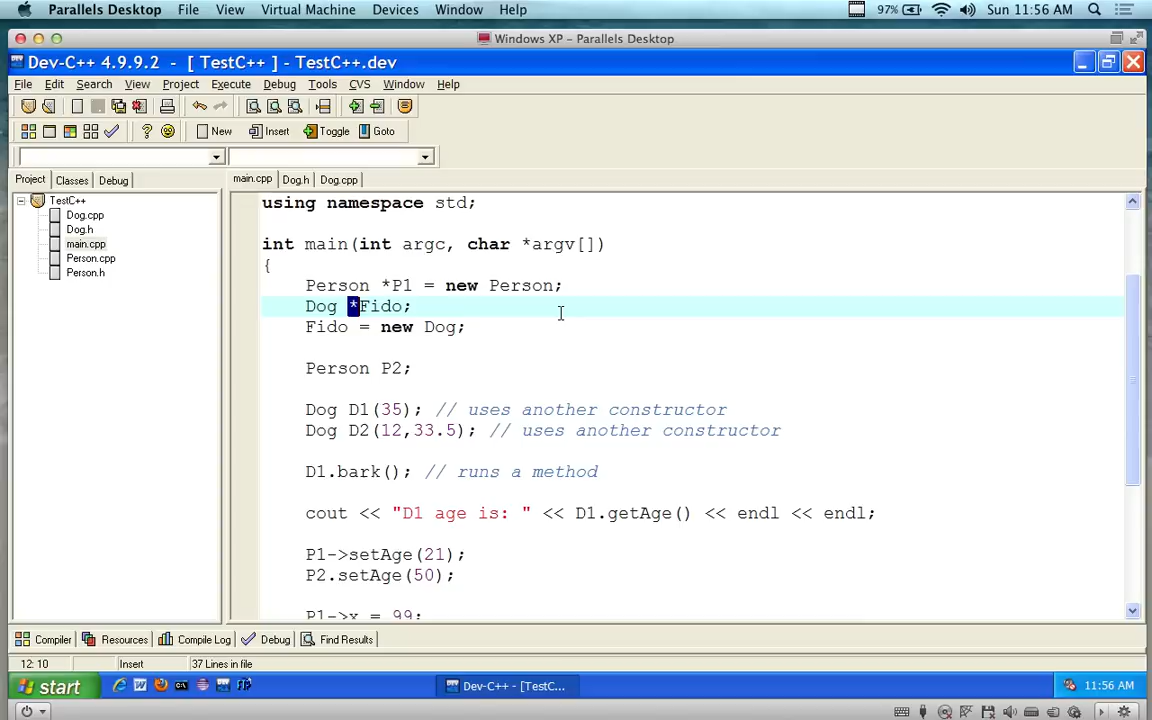 Parallels Desktop File View Virtual Machine Devices Window Help 97% Sun 11:56 AM
Windows XP – Parallels Desktop
Dev-C++ 4.9.9.2 - [ TestC++ ] - TestC++.dev
File Edit Search View Project Execute Debug Tools CVS Window Help
New Insert Toggle Goto
Project Classes Debug main.cpp Dog.h Dog.cpp
TestC++
Dog.cpp
Dog.h
main.cpp
Person.cpp
Person.h
using namespace std;
int main(int argc, char *argv[])
{
Person *P1 = new Person;
Dog *Fido;
Fido = new Dog;
Person P2;
Dog D1(35); // uses another constructor
Dog D2(12,33.5); // uses another constructor
D1.bark(); // runs a method
cout << "D1 age is: " << D1.getAge() << endl << endl;
P1->setAge(21);
P2.setAge(50);
P1->x = 99;
Compiler Resources Compile Log Debug Find Results
12: 10 Insert 37 Lines in file
start Dev-C++ - [TestC... 11:56 AM